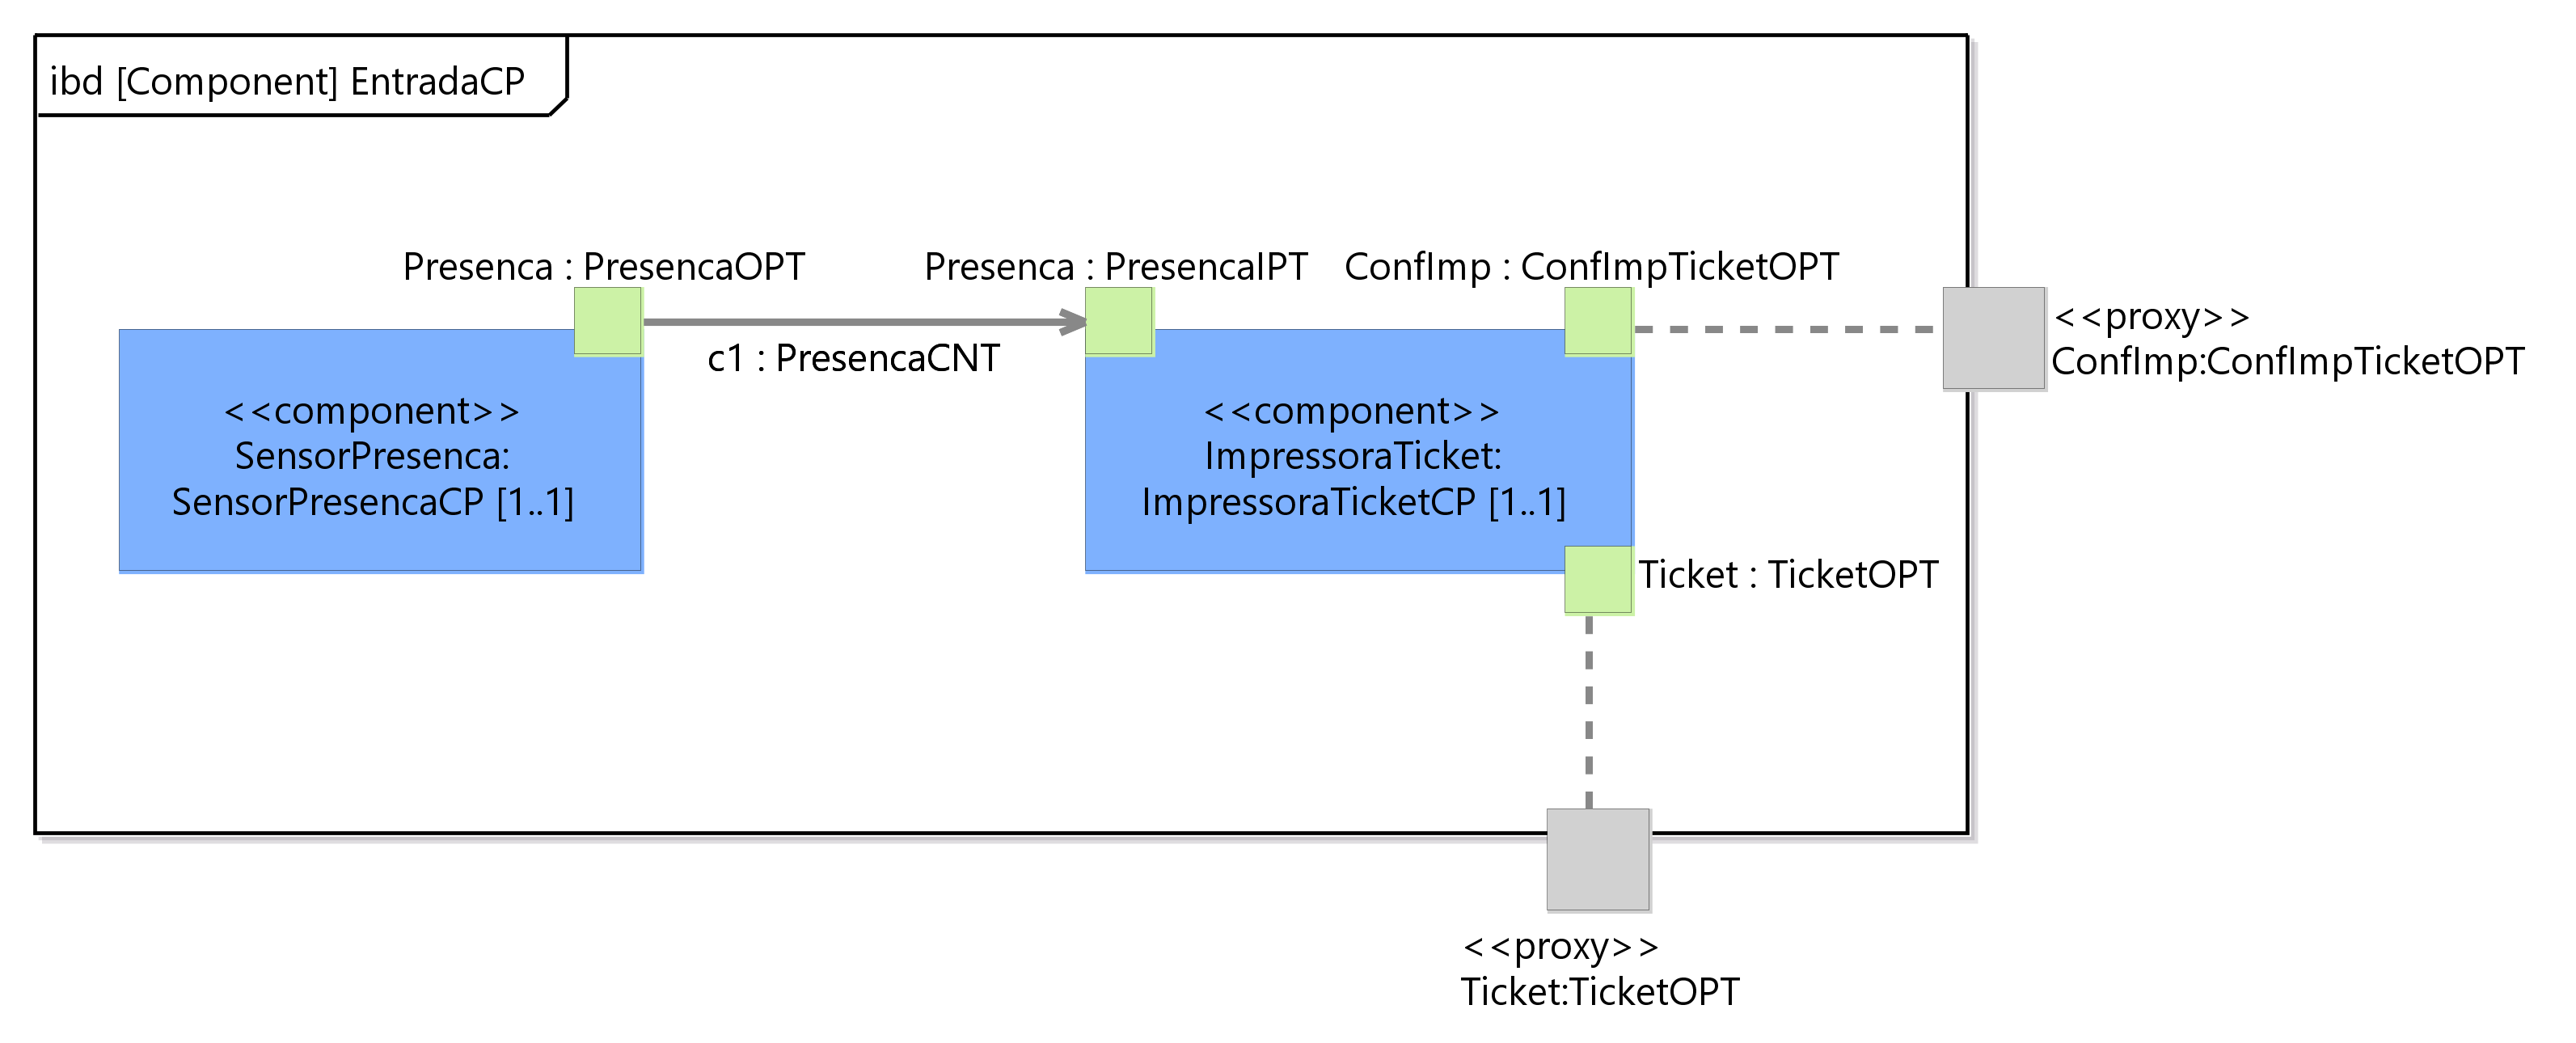 ibd [Component] EntradaCP
Presenca : PresencaOPT
Presenca : PresencaIPT
ConfImp : ConfImpTicketOPT
<<proxy>>
ConfImp:ConfImpTicketOPT
c1 : PresencaCNT
<<component>>
SensorPresenca:
SensorPresencaCP [1..1]
<<component>>
ImpressoraTicket:
ImpressoraTicketCP [1..1]
Ticket : TicketOPT
<<proxy>>
Ticket:TicketOPT